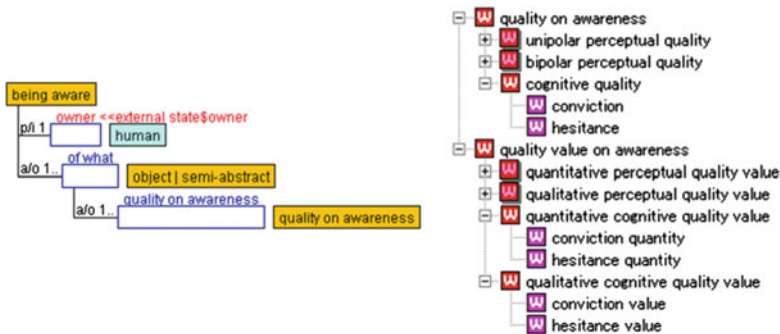 being aware
owner <<external state$owner
p/i 1
human
of what
a/o 1..
object | semi-abstract
quality on awareness
a/o 1..
quality on awareness
quality on awareness
unipolar perceptual quality
bipolar perceptual quality
cognitive quality
conviction
hesitance
quality value on awareness
quantitative perceptual quality value
qualitative perceptual quality value
quantitative cognitive quality value
conviction quantity
hesitance quantity
qualitative cognitive quality value
conviction value
hesitance value